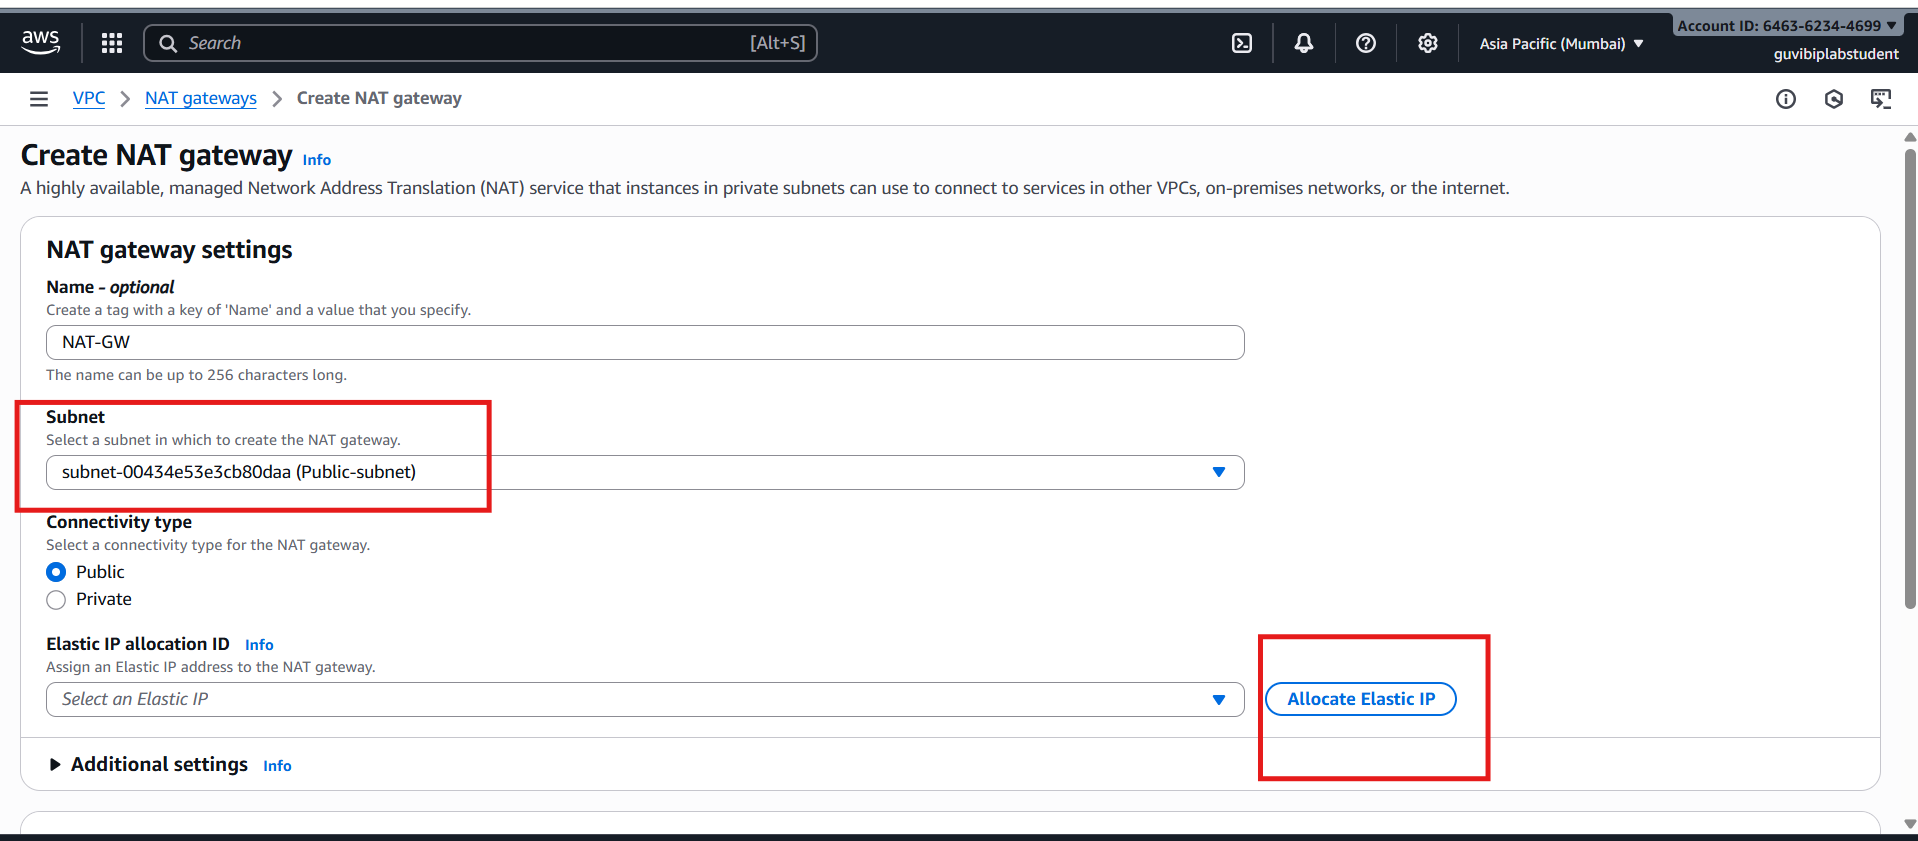 aws
Search [Alt+S]
Asia Pacific (Mumbai)
Account ID: 6463-6234-4699
guvibiplabstudent
VPC
NAT gateways
Create NAT gateway
Create NAT gateway Info
A highly available, managed Network Address Translation (NAT) service that instances in private subnets can use to connect to services in other VPCs, on-premises networks, or the internet.
NAT gateway settings
Name - optional
Create a tag with a key of 'Name' and a value that you specify.
NAT-GW
The name can be up to 256 characters long.
Subnet
Select a subnet in which to create the NAT gateway.
subnet-00434e53e3cb80daa (Public-subnet)
Connectivity type
Select a connectivity type for the NAT gateway.
Public
Private
Elastic IP allocation ID Info
Assign an Elastic IP address to the NAT gateway.
Select an Elastic IP
Allocate Elastic IP
Additional settings Info